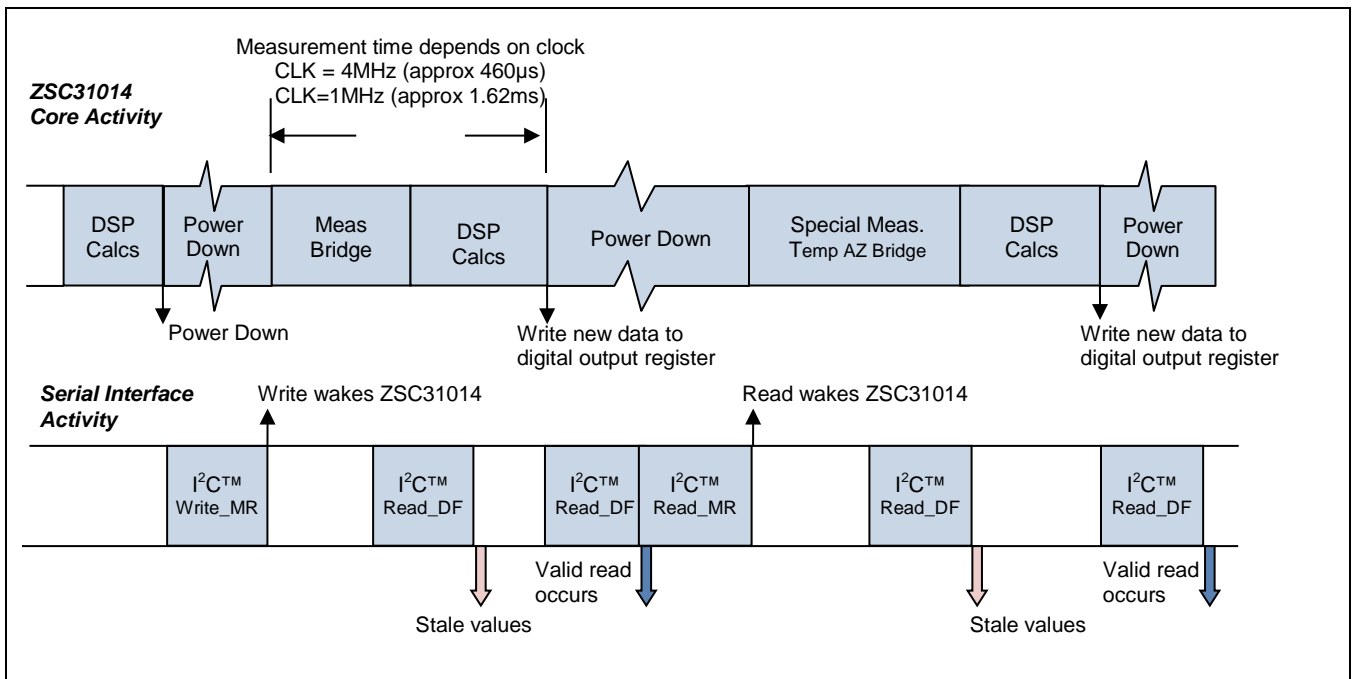 Measurement time depends on clock
CLK = 4MHz (approx 460µs)
CLK=1MHz (approx 1.62ms)
ZSC31014
Core Activity
DSP
Calcs
Power
Down
Meas
Bridge
DSP
Calcs
Power Down
Special Meas.
Temp AZ Bridge
DSP
Calcs
Power
Down
Power Down
Write new data to
digital output register
Write new data to
digital output register
Serial Interface
Activity
Write wakes ZSC31014
Read wakes ZSC31014
I²C™
Write_MR
I²C™
Read_DF
I²C™
Read_DF
I²C™
Read_MR
I²C™
Read_DF
I²C™
Read_DF
Stale values
Valid read
occurs
Stale values
Valid read
occurs